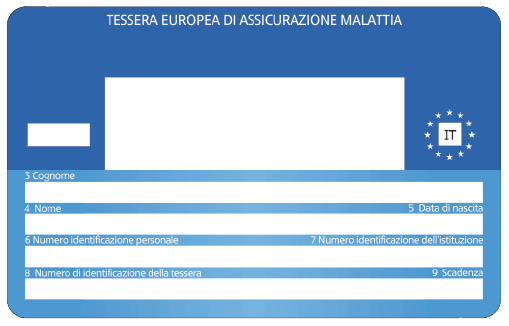 TESSERA EUROPEA DI ASSICURAZIONE MALATTIA
IT
3 Cognome
4 Nome 5 Data di nascita
6 Numero identificazione personale 7 Numero identificazione dell'istituzione
8 Numero di identificazione della tessera 9 Scadenza